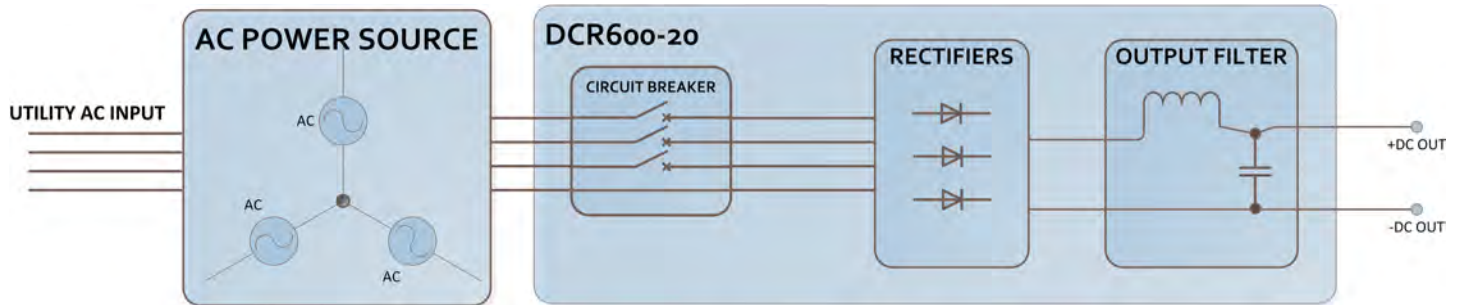 AC POWER SOURCE
DCR600-20
RECTIFIERS
OUTPUT FILTER
CIRCUIT BREAKER
UTILITY AC INPUT
AC
+DC OUT
AC
AC
-DC OUT